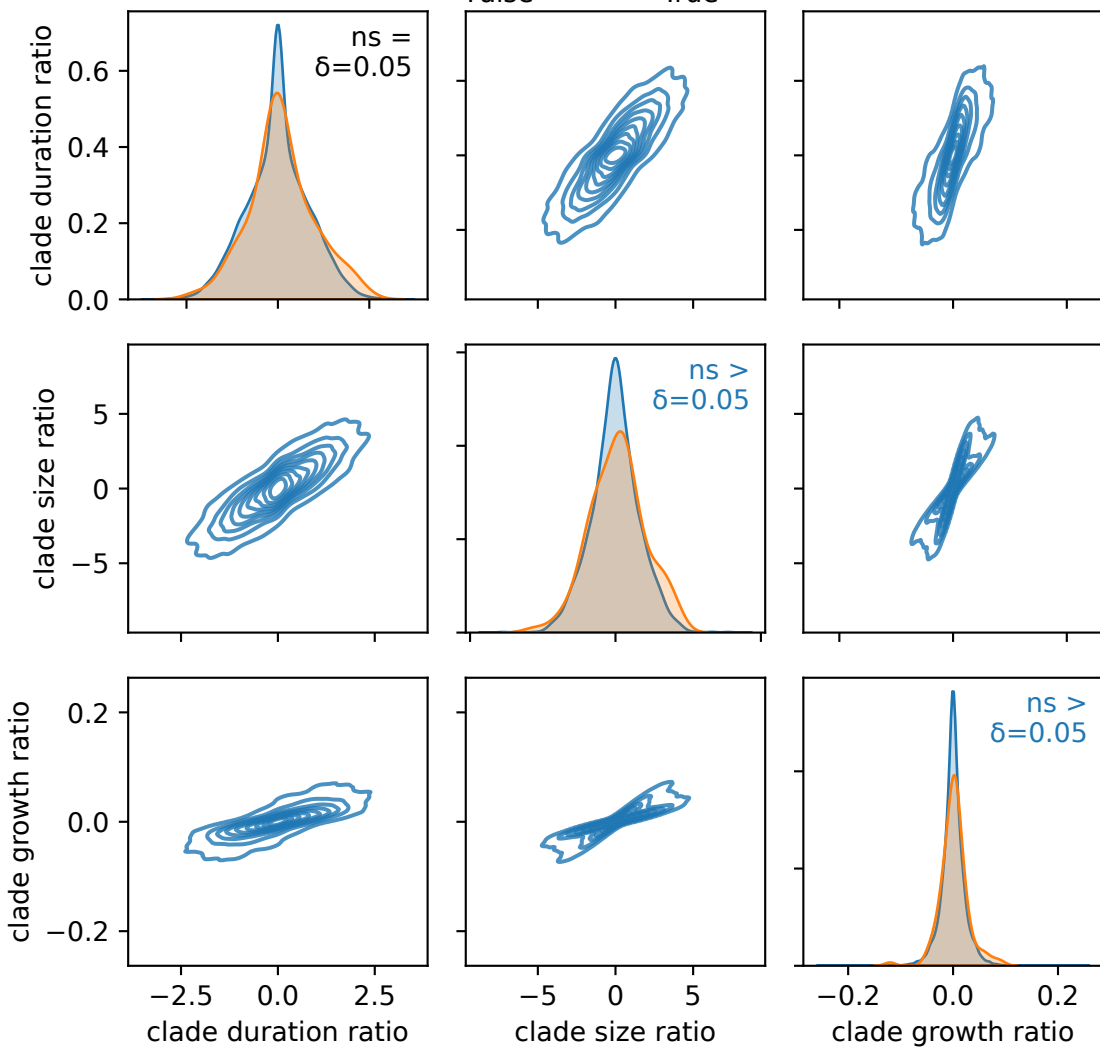 clade duration ratio
0.6
0.4
0.2
0.0
ns =
δ=0.05
clade size ratio
5
0
−5
ns >
δ=0.05
clade growth ratio
0.2
0.0
−0.2
ns >
δ=0.05
−2.5 0.0 2.5
−5 0 5
−0.2 0.0 0.2
clade duration ratio
clade size ratio
clade growth ratio